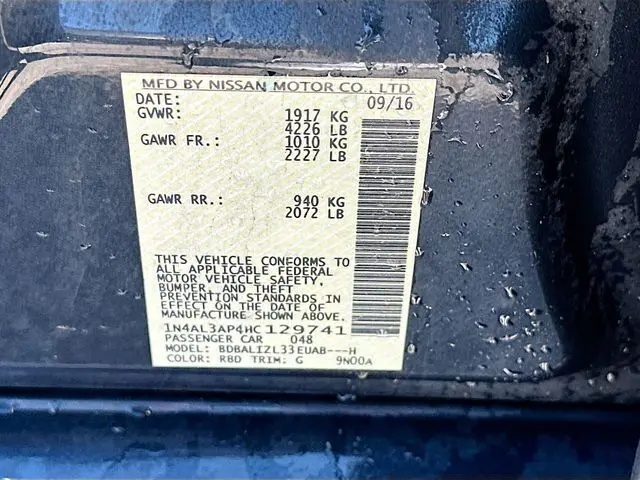 MFD BY NISSAN MOTOR CO., LTD.
DATE: 09/16
GVWR: 1917 KG
4226 LB
GAWR FR.: 1010 KG
2227 LB
GAWR RR.: 940 KG
2072 LB
THIS VEHICLE CONFORMS TO
ALL APPLICABLE FEDERAL
MOTOR VEHICLE SAFETY,
BUMPER, AND THEFT
PREVENTION STANDARDS IN
EFFECT ON THE DATE OF
MANUFACTURE SHOWN ABOVE.
1N4AL3AP4HC129741
PASSENGER CAR 048
MODEL: BDBALIZL33EUAB---H
COLOR: RBD TRIM: G 9N00A